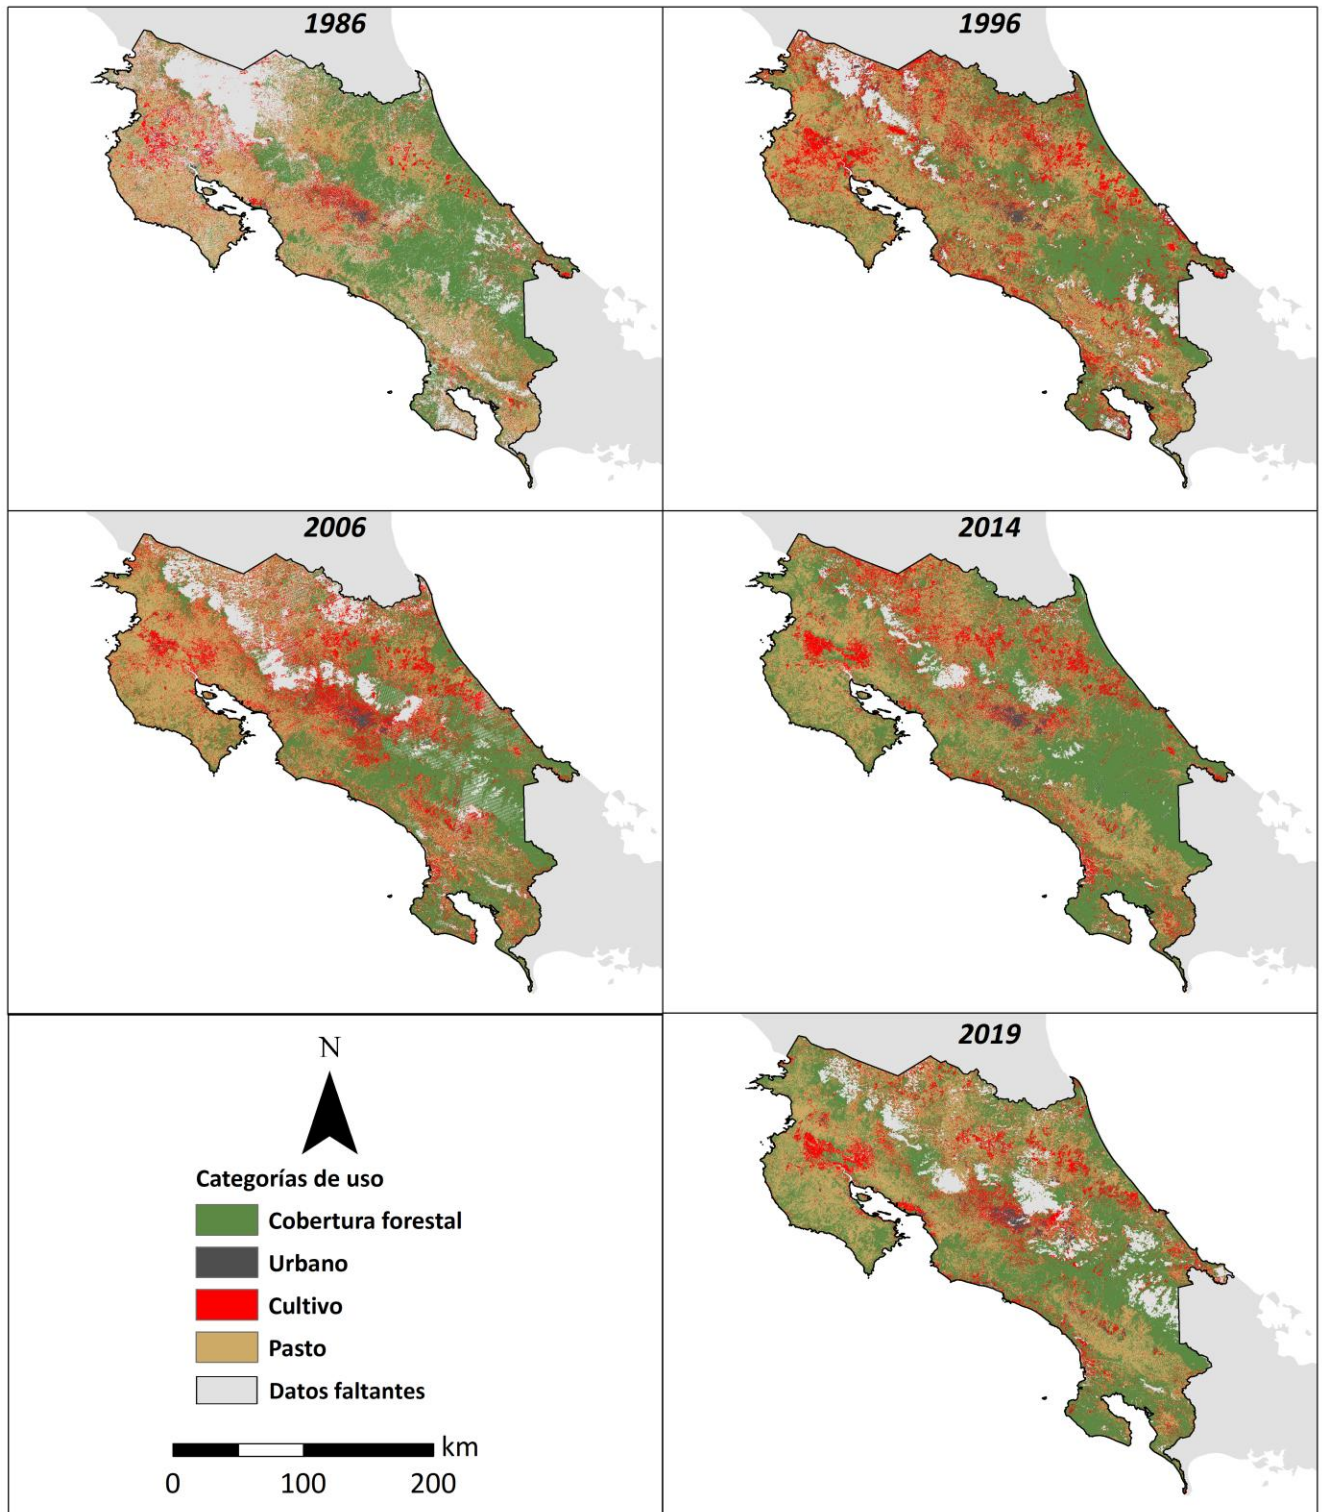 1986
1996
2006
2014
2019
N
Categorías de uso
Cobertura forestal
Urbano
Cultivo
Pasto
Datos faltantes
km
0 100 200